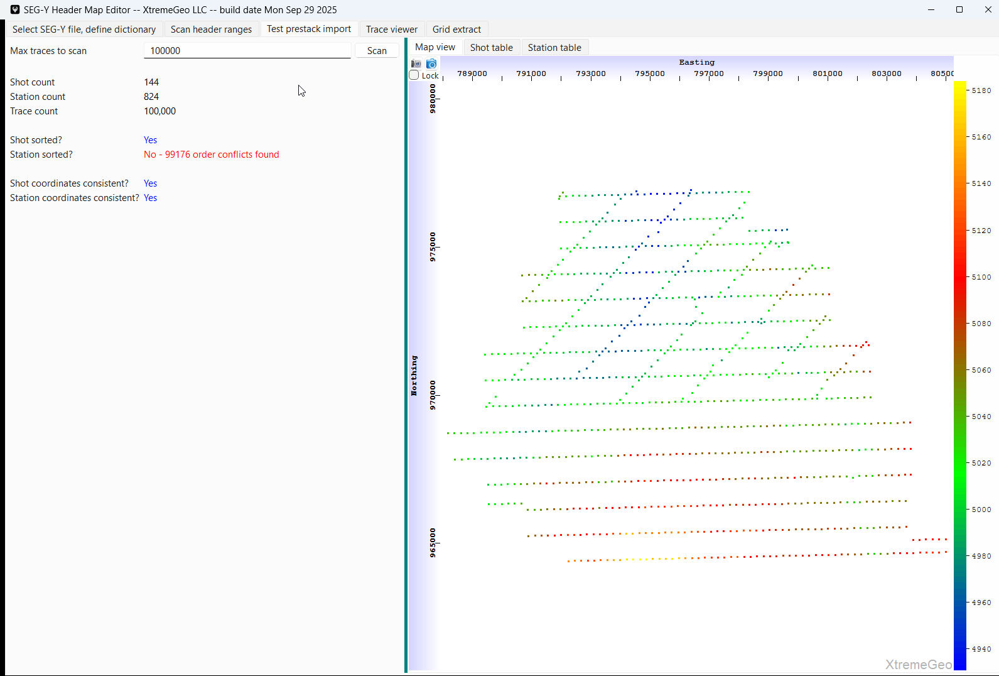 SEG-Y Header Map Editor -- XtremeGeo LLC -- build date Mon Sep 29 2025
Select SEG-Y file, define dictionary
Scan header ranges
Test prestack import
Trace viewer
Grid extract
Max traces to scan
100000
Scan
Shot count
144
Station count
824
Trace count
100,000
Shot sorted?
Yes
Station sorted?
No - 99176 order conflicts found
Shot coordinates consistent?
Yes
Station coordinates consistent?
Yes
Map view
Shot table
Station table
Lock
Easting
789000
791000
793000
795000
797000
799000
801000
803000
80500
Northing
980000
975000
970000
965000
5180
5160
5140
5120
5100
5080
5060
5040
5020
5000
4980
4960
4940
XtremeGeo